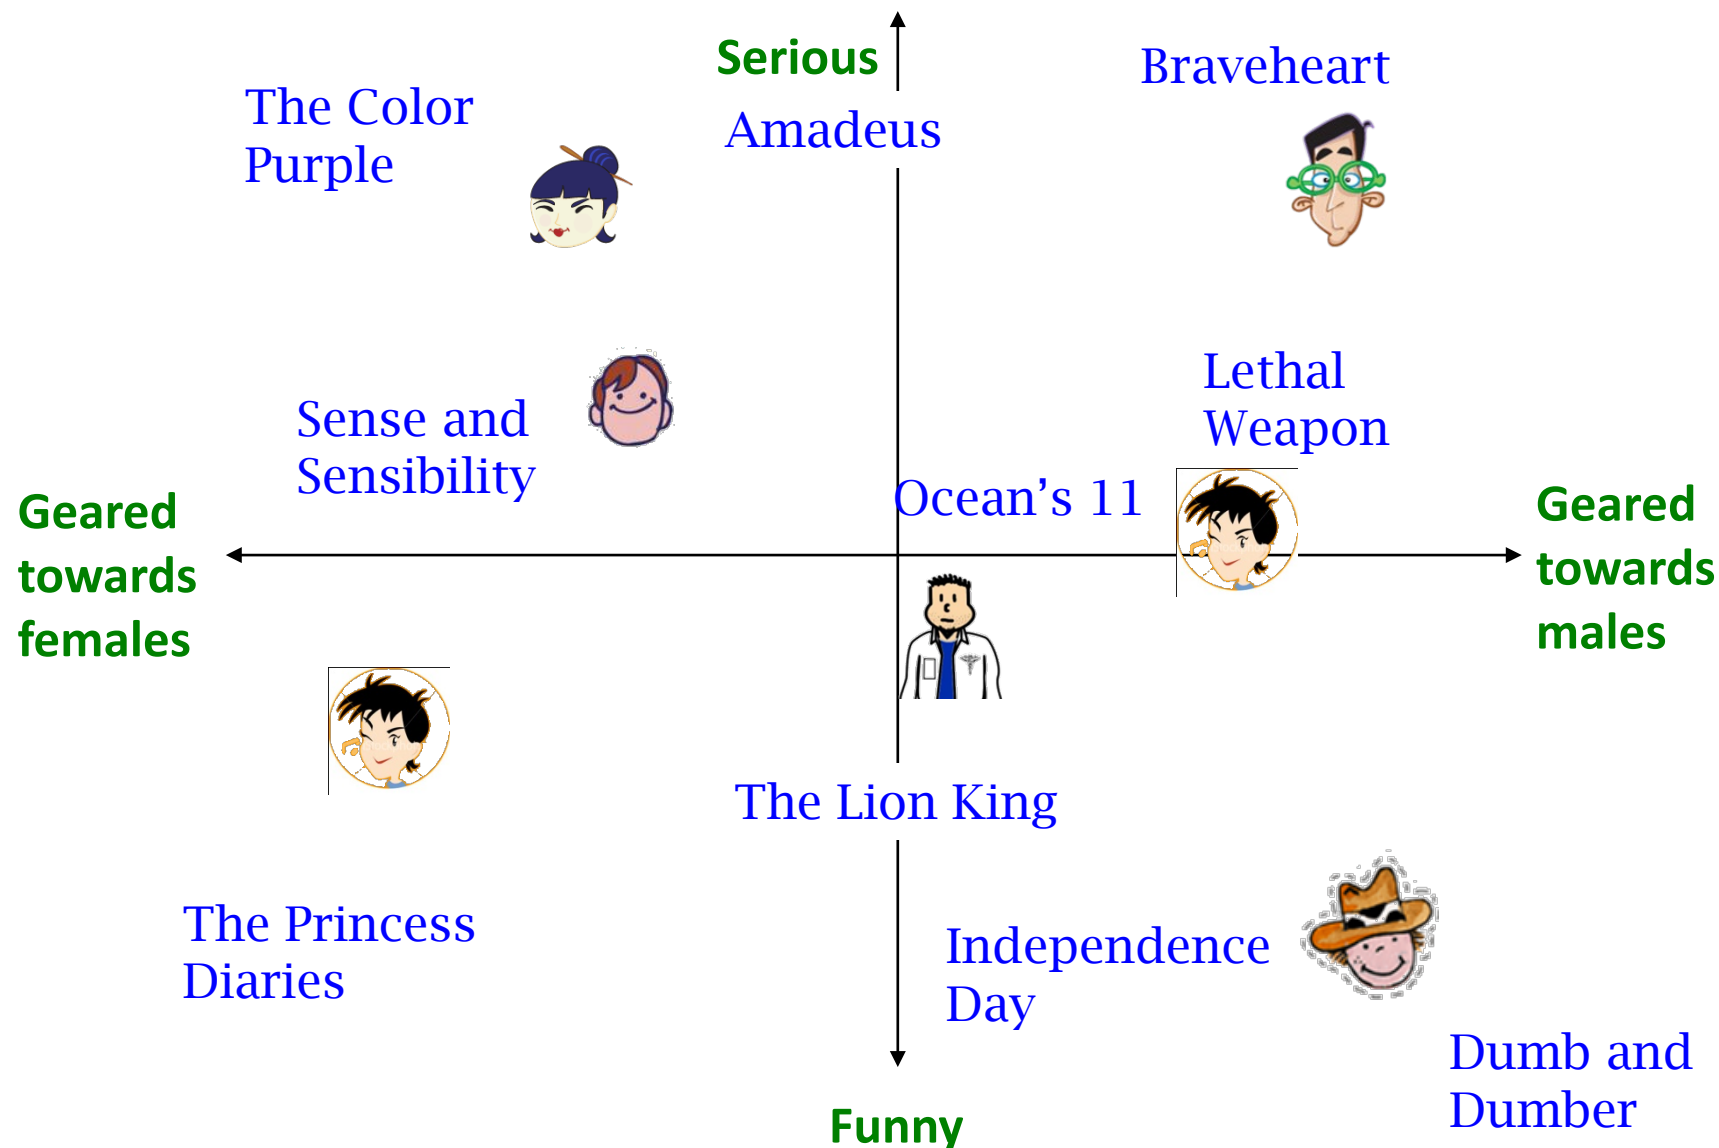 Serious
Braveheart
The Color
Purple
Amadeus
Lethal
Weapon
Sense and
Sensibility
Ocean’s 11
Geared
towards
females
Geared
towards
males
The Lion King
The Princess
Diaries
Independence
Day
Dumb and
Dumber
Funny